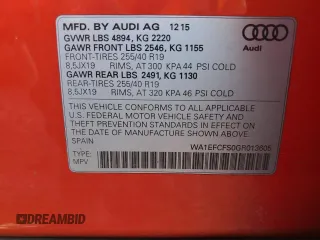 MFD. BY AUDI AG 12 15
GVWR LBS 4894, KG 2220
GAWR FRONT LBS 2546, KG 1155
FRONT-TIRES 255/40 R19
8,5JX19 RIMS, AT 300 KPA 44 PSI COLD
GAWR REAR LBS 2491, KG 1130
REAR-TIRES 255/40 R19
8,5JX19 RIMS, AT 320 KPA 46 PSI COLD
Audi
THIS VEHICLE CONFORMS TO ALL APPLICABLE
U.S. FEDERAL MOTOR VEHICLE SAFETY AND
THEFT PREVENTION STANDARDS IN EFFECT
ON THE DATE OF MANUFACTURE SHOWN ABOVE.
SPAIN
WA1EFCFS0GR013605
TYPE:
MPV
DREAMBID